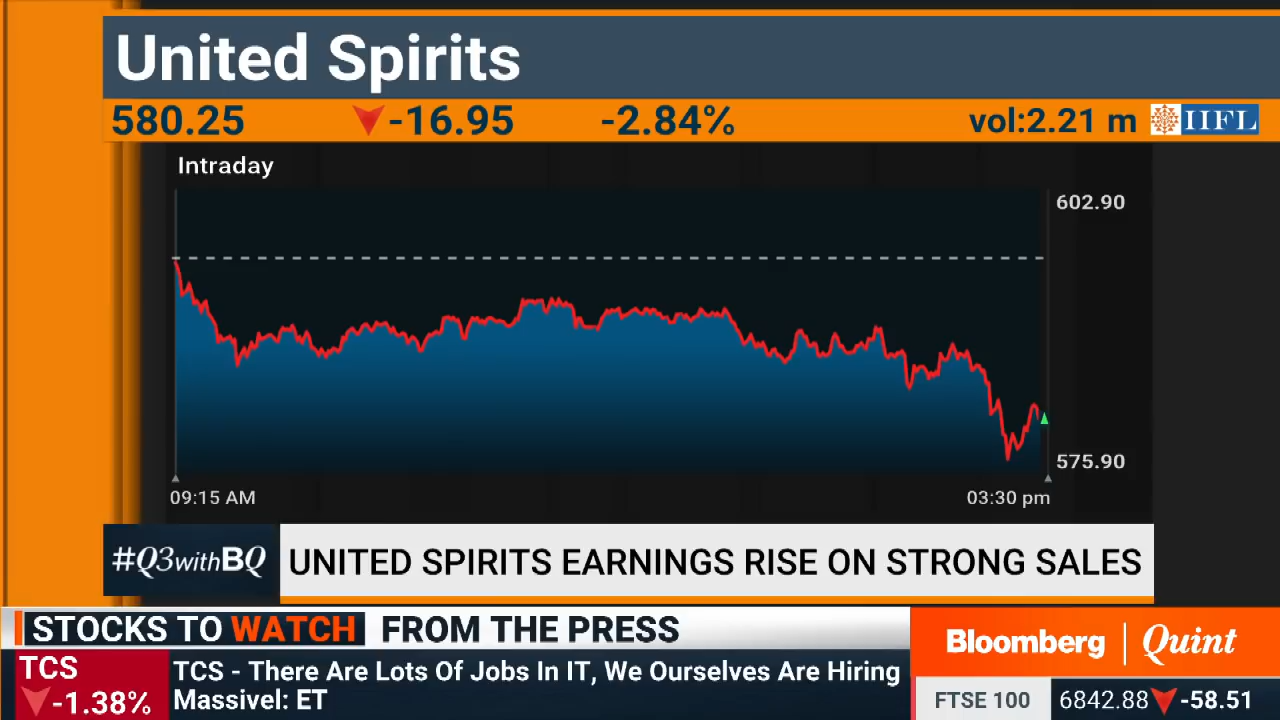 United Spirits
580.25 -16.95 -2.84% vol:2.21 m IIFL
Intraday
602.90
575.90
09:15 AM 03:30 pm
#Q3withBQ UNITED SPIRITS EARNINGS RISE ON STRONG SALES
STOCKS TO WATCH FROM THE PRESS
Bloomberg | Quint
TCS
-1.38%
TCS - There Are Lots Of Jobs In IT, We Ourselves Are Hiring
Massivel: ET
FTSE 100 6842.88 -58.51